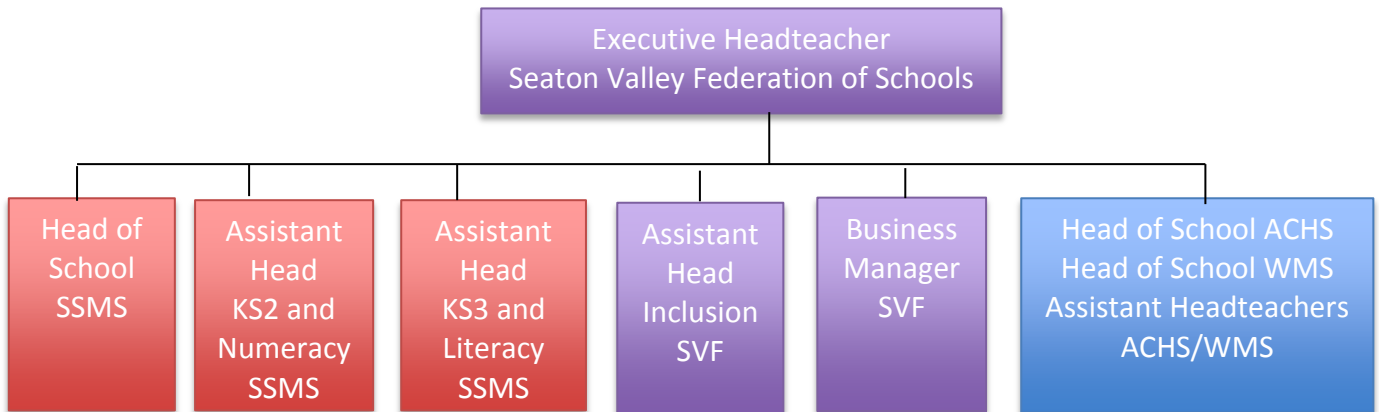 Executive Headteacher
Seaton Valley Federation of Schools
Head of
School
SSMS
Assistant
Head
KS2 and
Numeracy
SSMS
Assistant
Head
KS3 and
Literacy
SSMS
Assistant
Head
Inclusion
SVF
Business
Manager
SVF
Head of School ACHS
Head of School WMS
Assistant Headteachers
ACHS/WMS